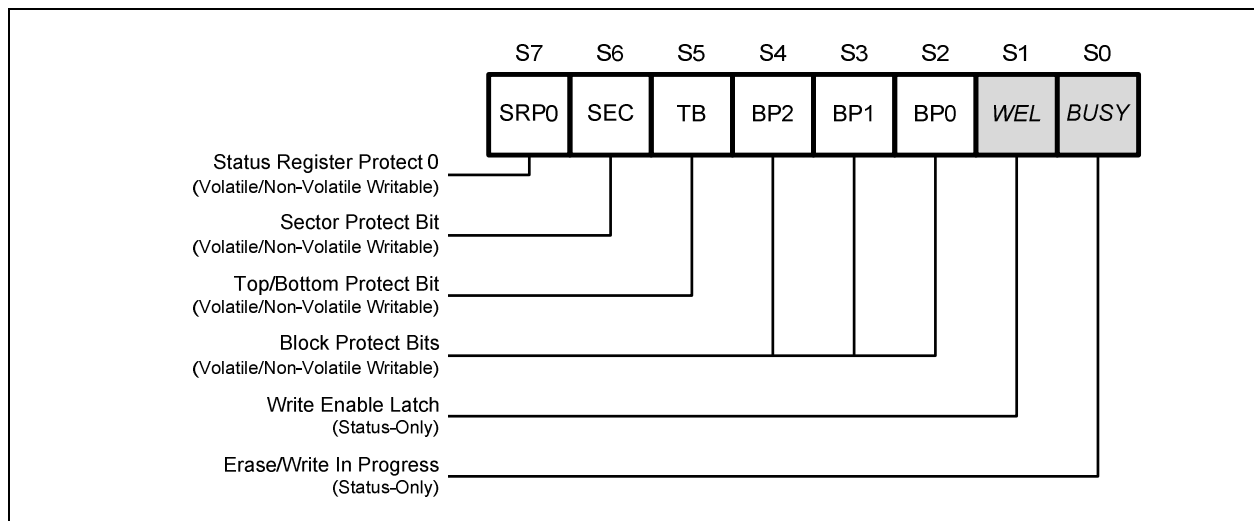 S7 S6 S5 S4 S3 S2 S1 S0
SRP0 SEC TB BP2 BP1 BP0 WEL BUSY
Status Register Protect 0
(Volatile/Non-Volatile Writable)
Sector Protect Bit
(Volatile/Non-Volatile Writable)
Top/Bottom Protect Bit
(Volatile/Non-Volatile Writable)
Block Protect Bits
(Volatile/Non-Volatile Writable)
Write Enable Latch
(Status-Only)
Erase/Write In Progress
(Status-Only)